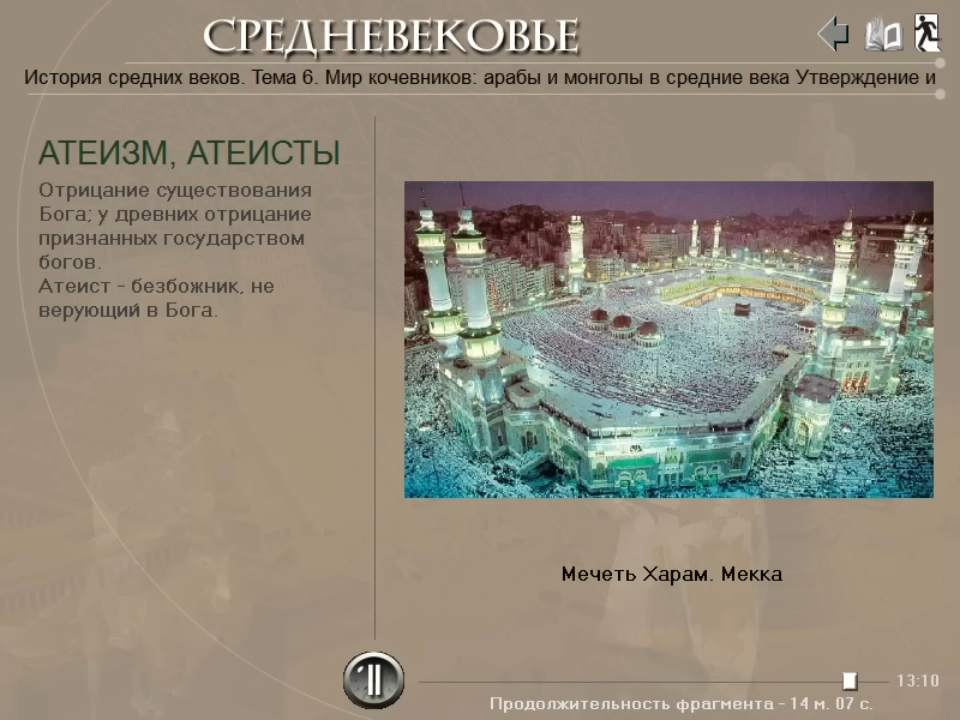 СРЕДНЕВЕКОВЬЕ
История средних веков. Тема 6. Мир кочевников: арабы и монголы в средние века Утверждение и
АТЕИЗМ, АТЕИСТЫ
Отрицание существования
Бога; у древних отрицание
признанных государством
богов.
Атеист - безбожник, не
верующий в Бога.
Мечеть Харам. Мекка
13:10
Продолжительность фрагмента - 14 м. 07 с.